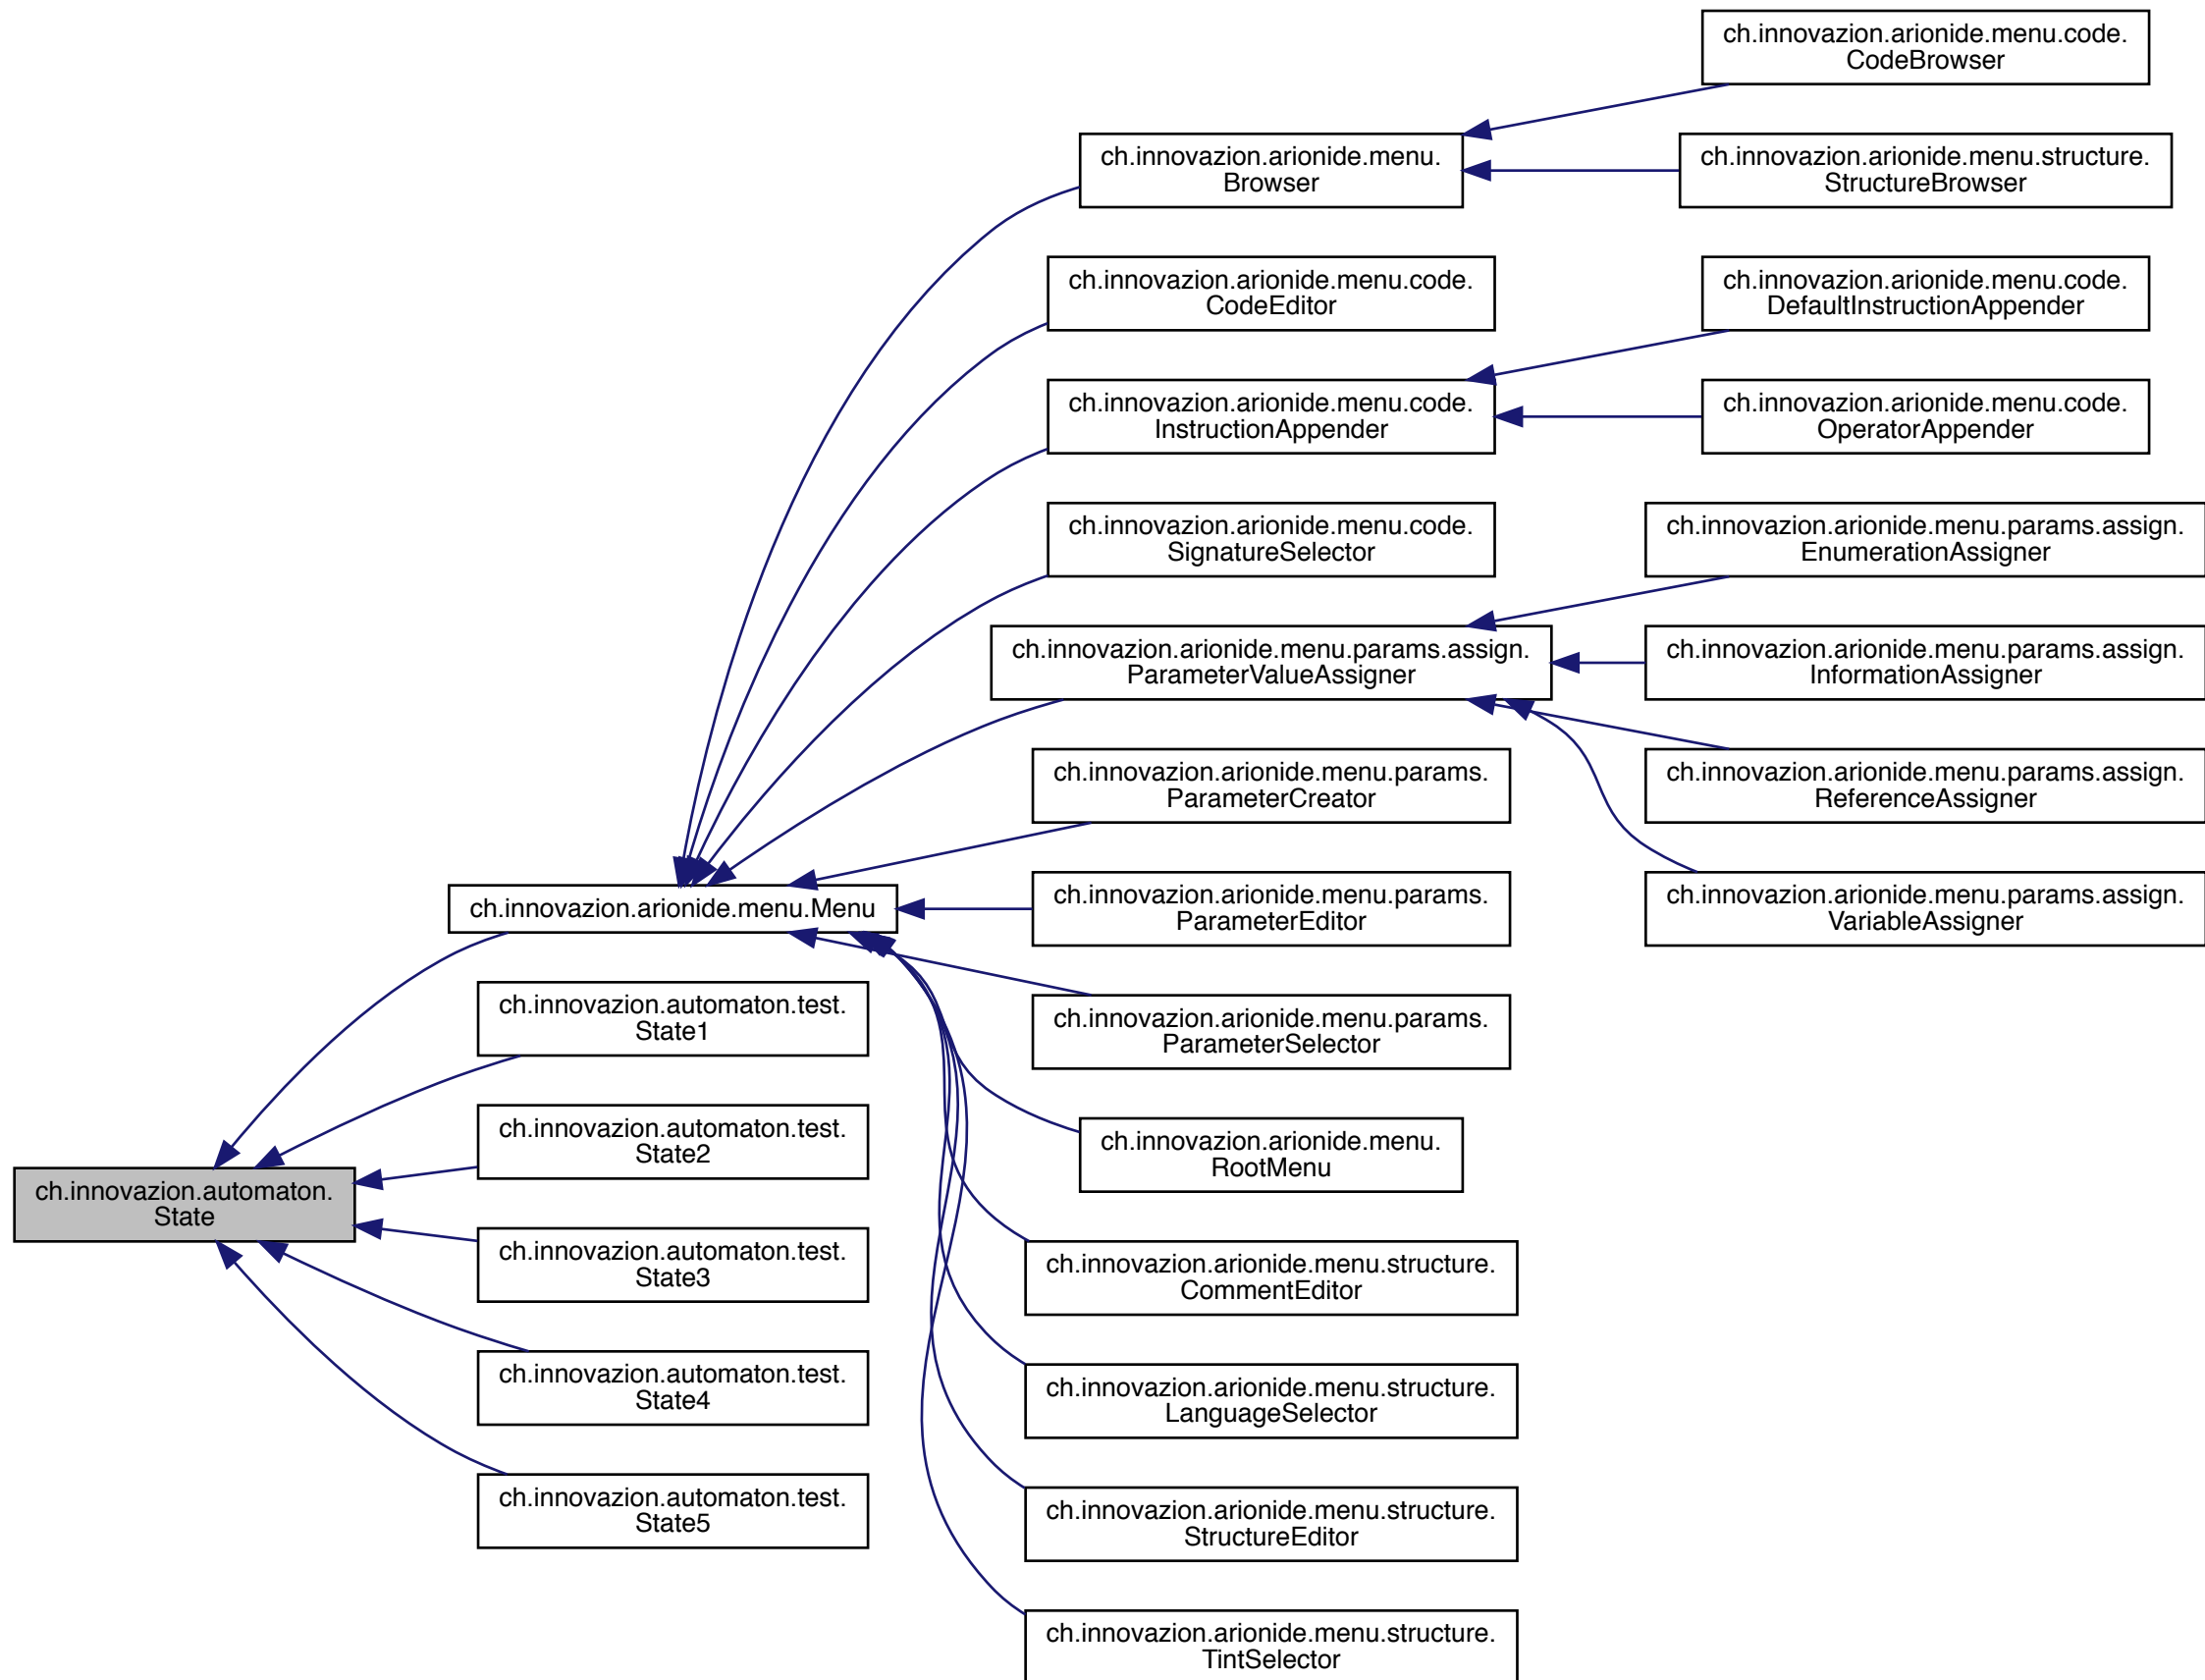 ch.innovazion.automaton.
State
ch.innovazion.arionide.menu.Menu
ch.innovazion.automaton.test.
State1
ch.innovazion.automaton.test.
State2
ch.innovazion.automaton.test.
State3
ch.innovazion.automaton.test.
State4
ch.innovazion.automaton.test.
State5
ch.innovazion.arionide.menu.
Browser
ch.innovazion.arionide.menu.code.
CodeEditor
ch.innovazion.arionide.menu.code.
InstructionAppender
ch.innovazion.arionide.menu.code.
SignatureSelector
ch.innovazion.arionide.menu.params.assign.
ParameterValueAssigner
ch.innovazion.arionide.menu.params.
ParameterCreator
ch.innovazion.arionide.menu.params.
ParameterEditor
ch.innovazion.arionide.menu.params.
ParameterSelector
ch.innovazion.arionide.menu.
RootMenu
ch.innovazion.arionide.menu.structure.
CommentEditor
ch.innovazion.arionide.menu.structure.
LanguageSelector
ch.innovazion.arionide.menu.structure.
StructureEditor
ch.innovazion.arionide.menu.structure.
TintSelector
ch.innovazion.arionide.menu.code.
CodeBrowser
ch.innovazion.arionide.menu.structure.
StructureBrowser
ch.innovazion.arionide.menu.code.
DefaultInstructionAppender
ch.innovazion.arionide.menu.code.
OperatorAppender
ch.innovazion.arionide.menu.params.assign.
EnumerationAssigner
ch.innovazion.arionide.menu.params.assign.
InformationAssigner
ch.innovazion.arionide.menu.params.assign.
ReferenceAssigner
ch.innovazion.arionide.menu.params.assign.
VariableAssigner